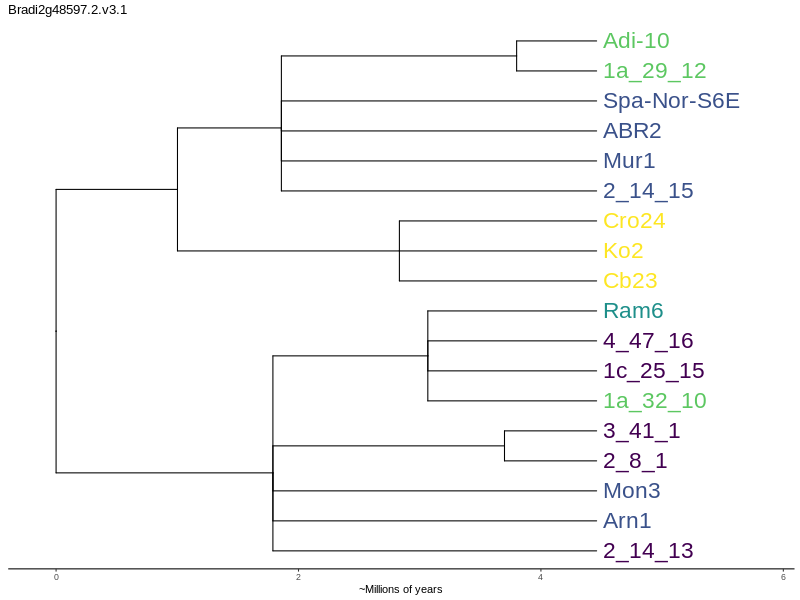 Bradi2g48597.2.v3.1
Adi-10
1a_29_12
Spa-Nor-S6E
ABR2
Mur1
2_14_15
Cro24
Ko2
Cb23
Ram6
4_47_16
1c_25_15
1a_32_10
3_41_1
2_8_1
Mon3
Arn1
2_14_13
0 2 4 6
~Millions of years